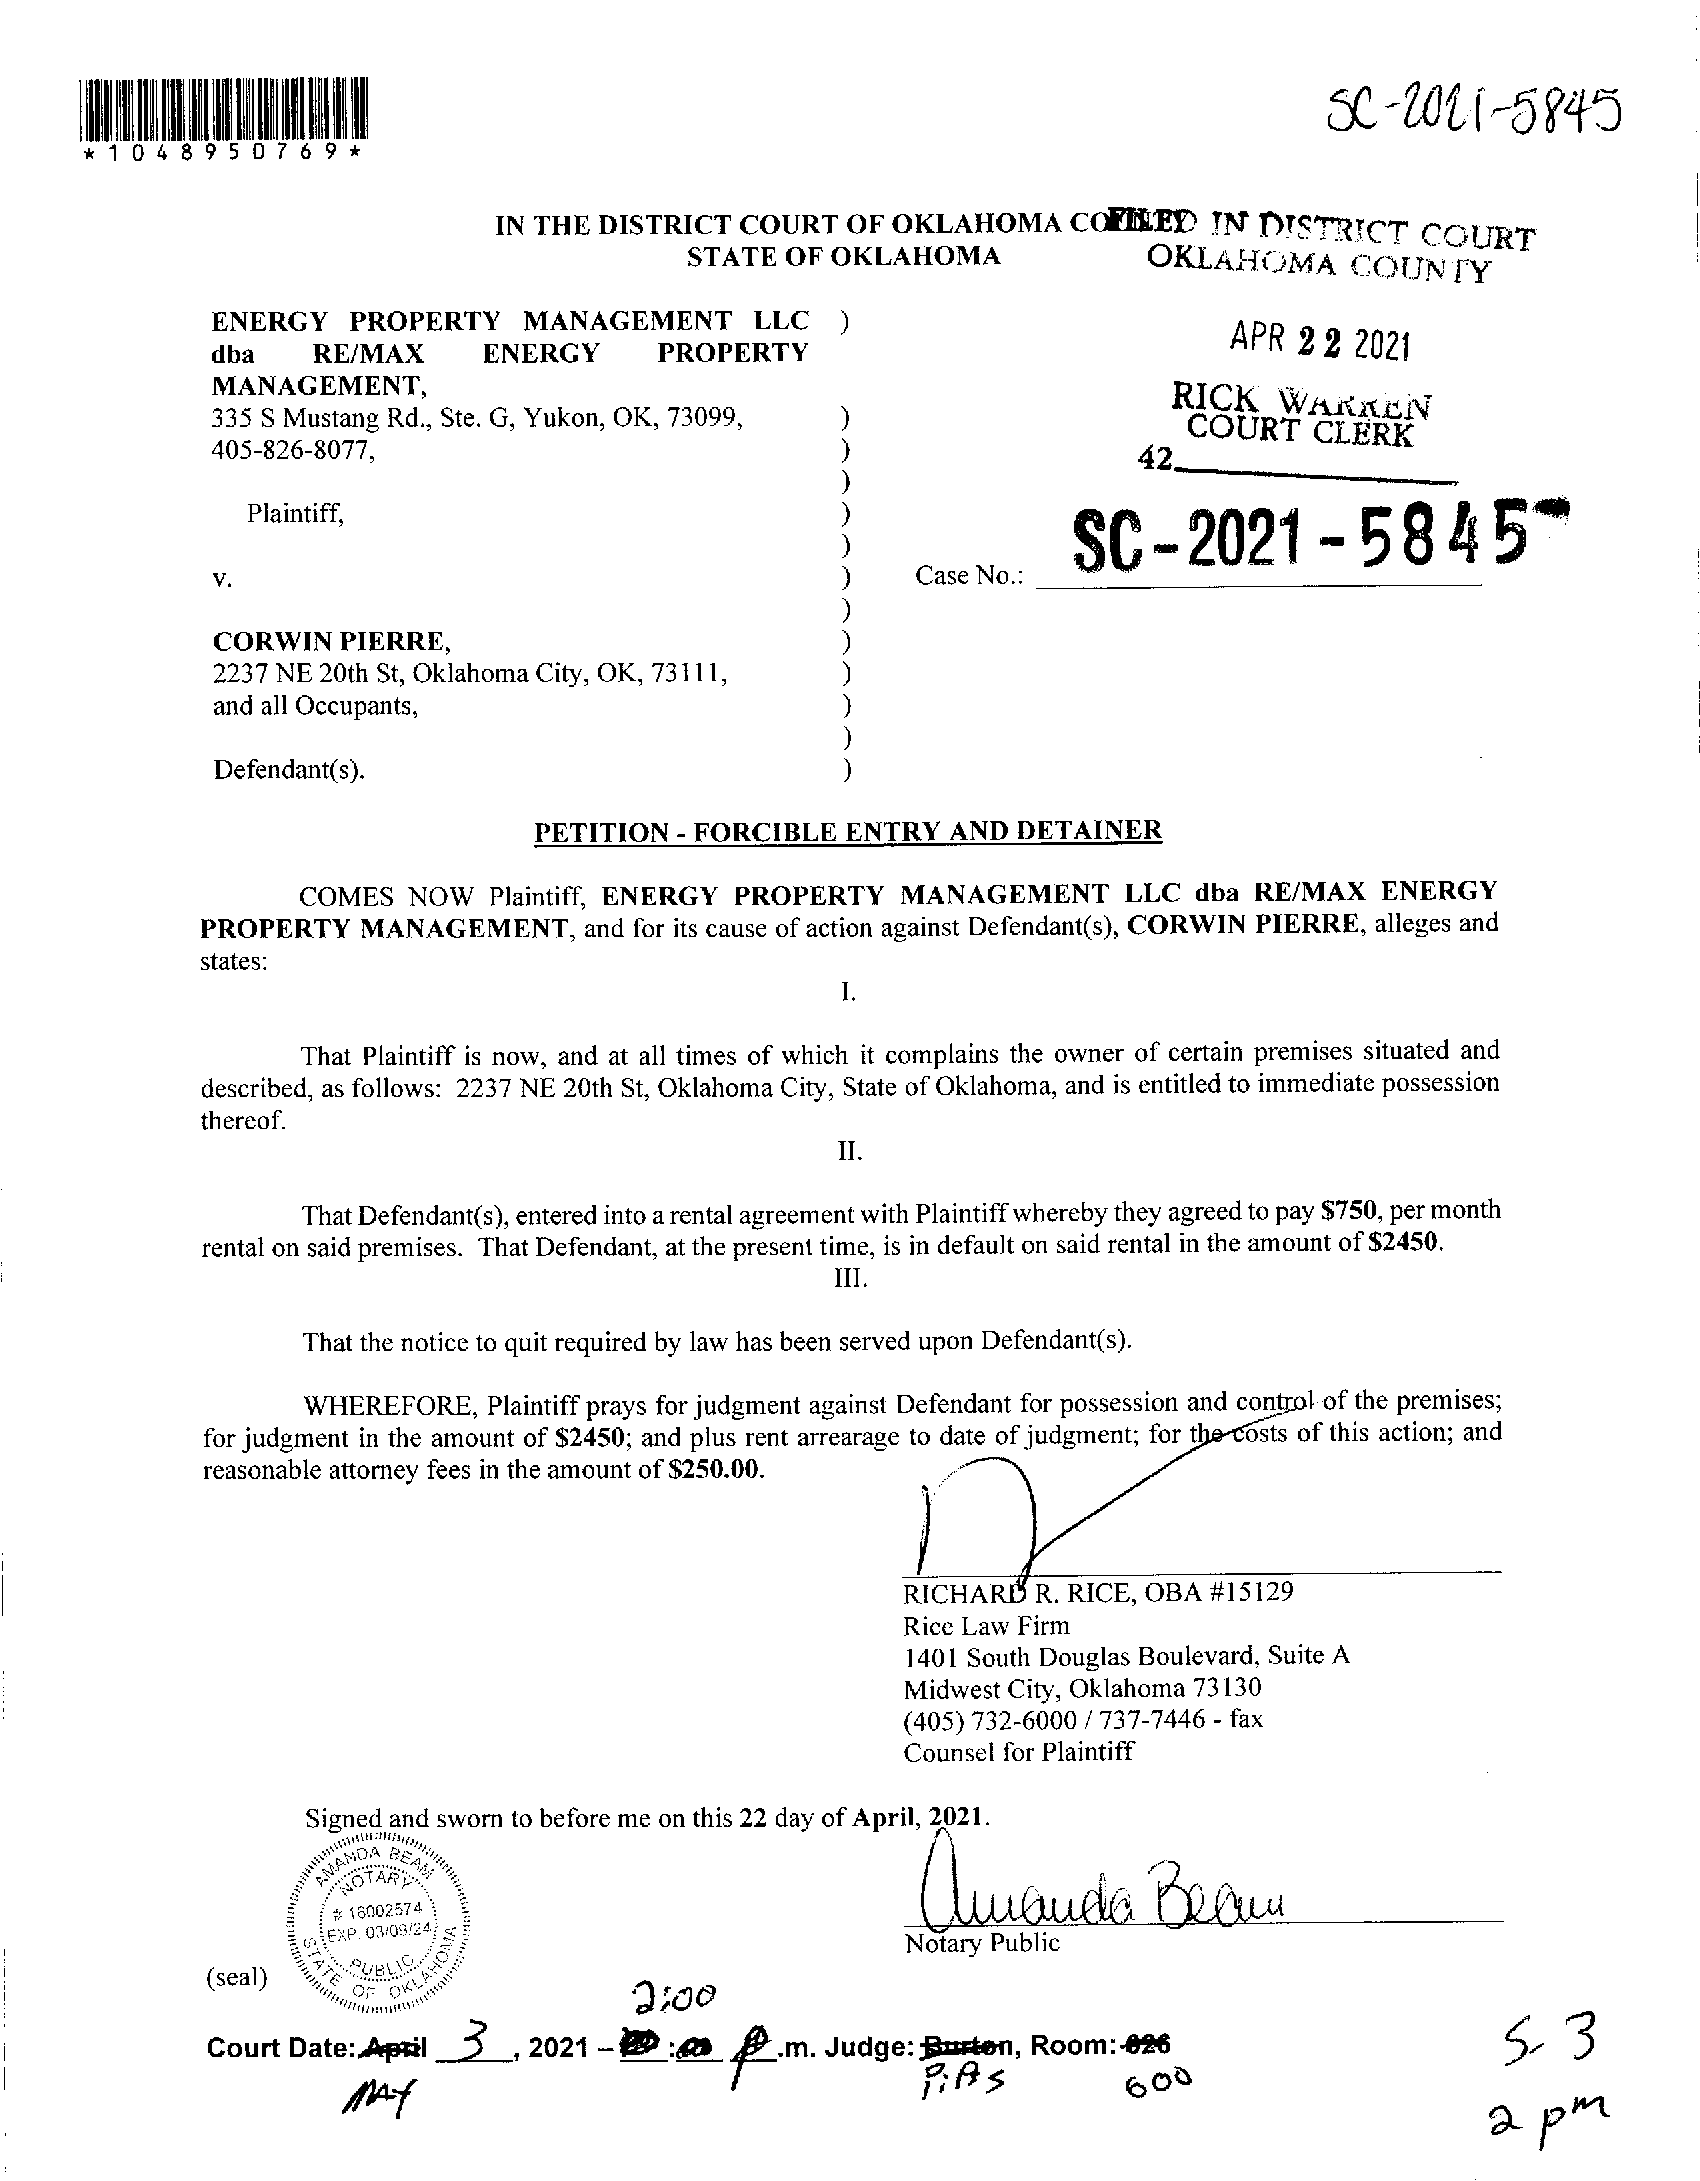 *1048950769*
SC-2021-5845
IN THE DISTRICT COURT OF OKLAHOMA COUNTY
STATE OF OKLAHOMA
FILED IN DISTRICT COURT
OKLAHOMA COUNTY
APR 22 2021
RICK WARREN
COURT CLERK
42
ENERGY PROPERTY MANAGEMENT LLC )
dba RE/MAX ENERGY PROPERTY
MANAGEMENT,
335 S Mustang Rd., Ste. G, Yukon, OK, 73099, )
405-826-8077, )
)
Plaintiff, )
)
v. ) Case No.: SC-2021-5845
)
CORWIN PIERRE, )
2237 NE 20th St, Oklahoma City, OK, 73111, )
and all Occupants, )
)
Defendant(s). )
PETITION - FORCIBLE ENTRY AND DETAINER
COMES NOW Plaintiff, ENERGY PROPERTY MANAGEMENT LLC dba RE/MAX ENERGY
PROPERTY MANAGEMENT, and for its cause of action against Defendant(s), CORWIN PIERRE, alleges and
states:
I.
That Plaintiff is now, and at all times of which it complains the owner of certain premises situated and
described, as follows: 2237 NE 20th St, Oklahoma City, State of Oklahoma, and is entitled to immediate possession
thereof.
II.
That Defendant(s), entered into a rental agreement with Plaintiff whereby they agreed to pay $750, per month
rental on said premises. That Defendant, at the present time, is in default on said rental in the amount of $2450.
III.
That the notice to quit required by law has been served upon Defendant(s).
WHEREFORE, Plaintiff prays for judgment against Defendant for possession and control of the premises;
for judgment in the amount of $2450; and plus rent arrearage to date of judgment; for the costs of this action; and
reasonable attorney fees in the amount of $250.00.
RICHARD R. RICE, OBA #15129
Rice Law Firm
1401 South Douglas Boulevard, Suite A
Midwest City, Oklahoma 73130
(405) 732-6000 / 737-7446 - fax
Counsel for Plaintiff
Signed and sworn to before me on this 22 day of April, 2021.
AMANDA BEAM
NOTARY
# 16002574
EXP. 03/09/24
PUBLIC
STATE OF OKLAHOMA
Amanda Beam
Notary Public
(seal)
2:00
Court Date: April 3, 2021 – : p.m. Judge: Burton, Room: 026
MAY
600
5-3
2 pm